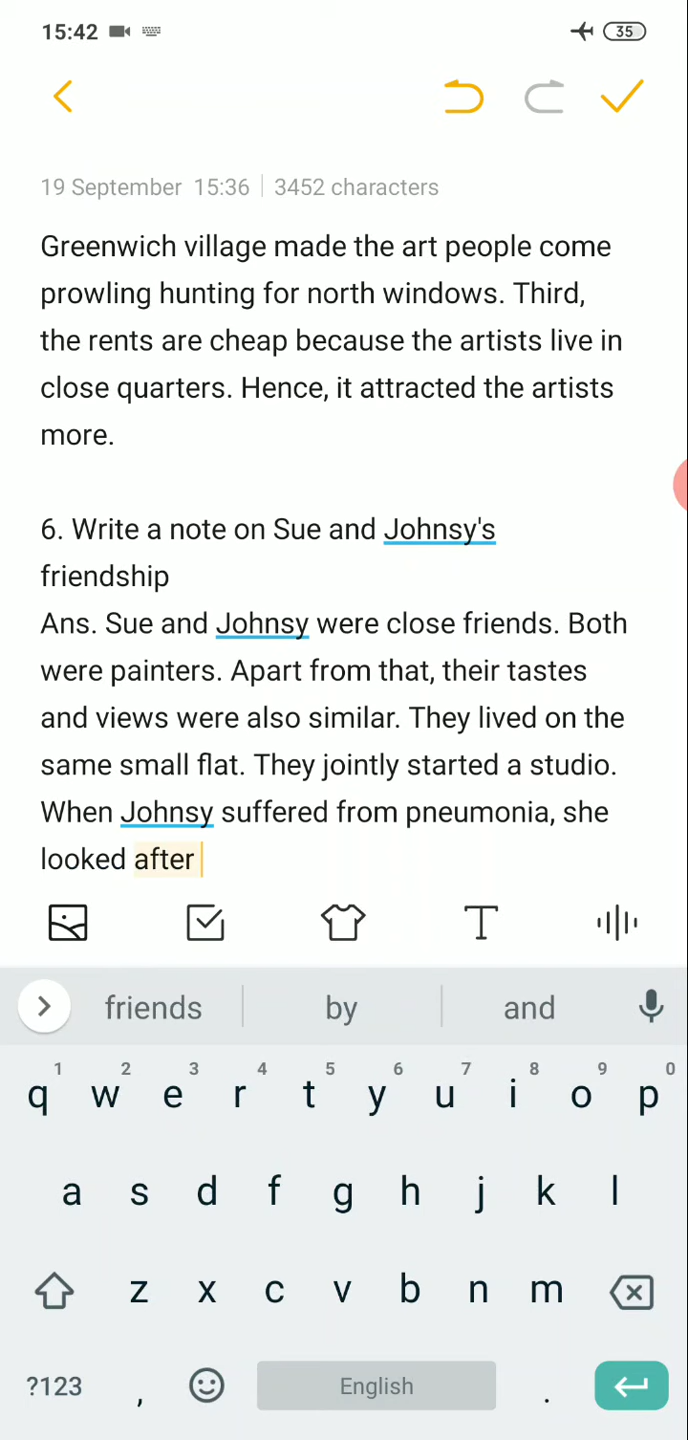 15:42
35
19 September 15:36 | 3452 characters
Greenwich village made the art people come
prowling hunting for north windows. Third,
the rents are cheap because the artists live in
close quarters. Hence, it attracted the artists
more.
6. Write a note on Sue and Johnsy's
friendship
Ans. Sue and Johnsy were close friends. Both
were painters. Apart from that, their tastes
and views were also similar. They lived on the
same small flat. They jointly started a studio.
When Johnsy suffered from pneumonia, she
looked after
T
friends by and
1 2 3 4 5 6 7 8 9 0
q w e r t y u i o p
a s d f g h j k l
z x c v b n m
?123 , English .